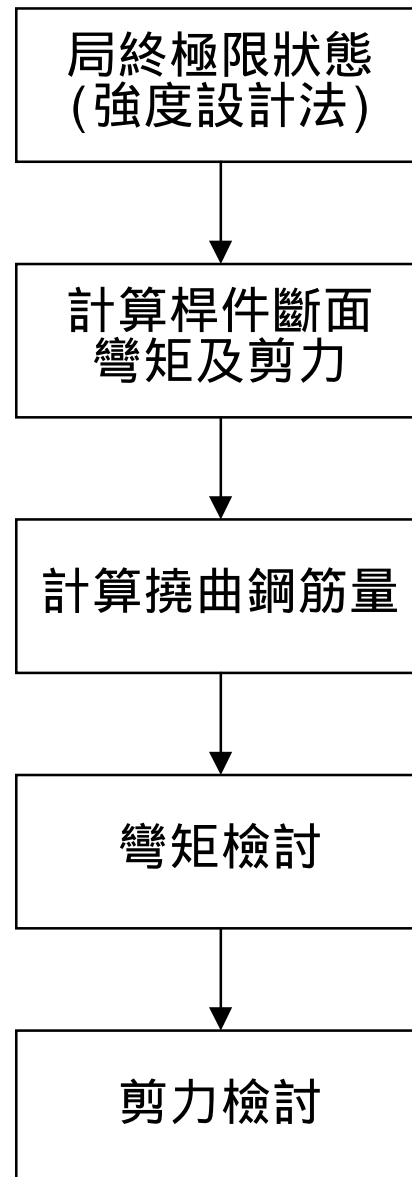 局終極限狀態
(強度設計法)
計算桿件斷面
彎矩及剪力
計算撓曲鋼筋量
彎矩檢討
剪力檢討